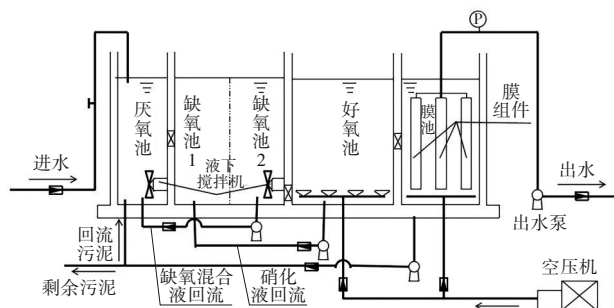 P
厌氧池
缺氧池1
缺氧池2
好氧池
膜池
膜组件
进水
液下
搅拌机
出水
出水泵
回流
污泥
剩余污泥
缺氧混合
液回流
硝化
液回流
空压机